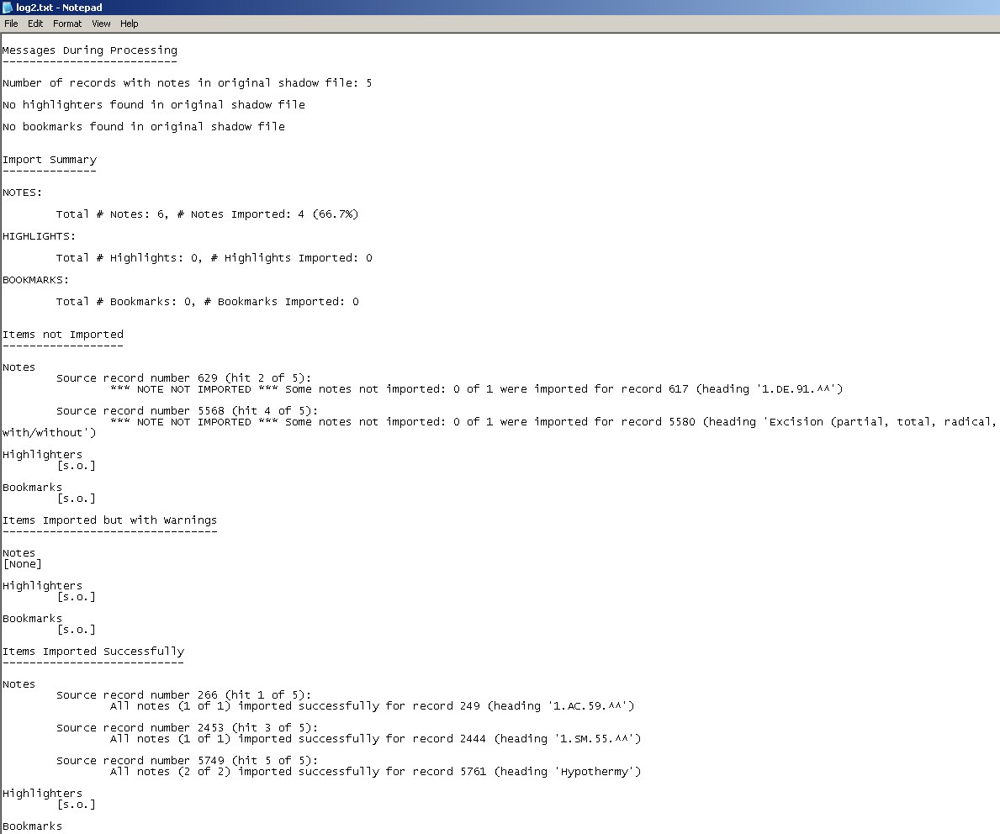 log2.txt - Notepad
File Edit Format View Help
Messages During Processing
--------------------------
Number of records with notes in original shadow file: 5
No highlighters found in original shadow file
No bookmarks found in original shadow file
Import Summary
--------------
NOTES:
Total # Notes: 6, # Notes Imported: 4 (66.7%)
HIGHLIGHTS:
Total # Highlights: 0, # Highlights Imported: 0
BOOKMARKS:
Total # Bookmarks: 0, # Bookmarks Imported: 0
Items not Imported
------------------
Notes
Source record number 629 (hit 2 of 5):
*** NOTE NOT IMPORTED *** Some notes not imported: 0 of 1 were imported for record 617 (heading '1.DE.91.^^')
Source record number 5568 (hit 4 of 5):
*** NOTE NOT IMPORTED *** Some notes not imported: 0 of 1 were imported for record 5580 (heading 'Excision (partial, total, radical,
with/without')
Highlighters
[s.o.]
Bookmarks
[s.o.]
Items Imported but with Warnings
--------------------------------
Notes
[None]
Highlighters
[s.o.]
Bookmarks
[s.o.]
Items Imported Successfully
---------------------------
Notes
Source record number 266 (hit 1 of 5):
All notes (1 of 1) imported successfully for record 249 (heading '1.AC.59.^^')
Source record number 2453 (hit 3 of 5):
All notes (1 of 1) imported successfully for record 2444 (heading '1.SM.55.^^')
Source record number 5749 (hit 5 of 5):
All notes (2 of 2) imported successfully for record 5761 (heading 'Hypothermy')
Highlighters
[s.o.]
Bookmarks